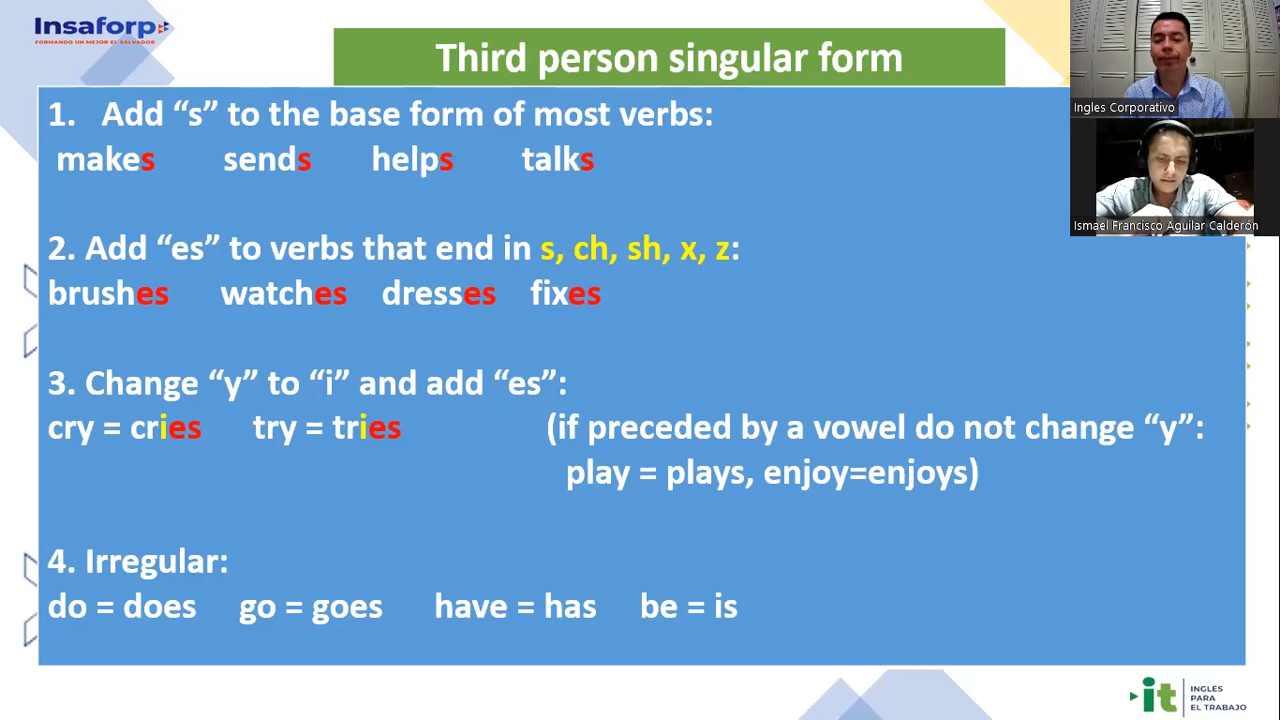 Insaforp
FORMANDO UN MEJOR EL SALVADOR
Third person singular form
1. Add “s” to the base form of most verbs:
makes sends helps talks
2. Add “es” to verbs that end in s, ch, sh, x, z:
brushes watches dresses fixes
3. Change “y” to “i” and add “es”:
cry = cries try = tries (if preceded by a vowel do not change “y”:
play = plays, enjoy=enjoys)
4. Irregular:
do = does go = goes have = has be = is
Ingles Corporativo
Ismael Francisco Aguilar Calderón
it
INGLÉS
PARA
EL TRABAJO